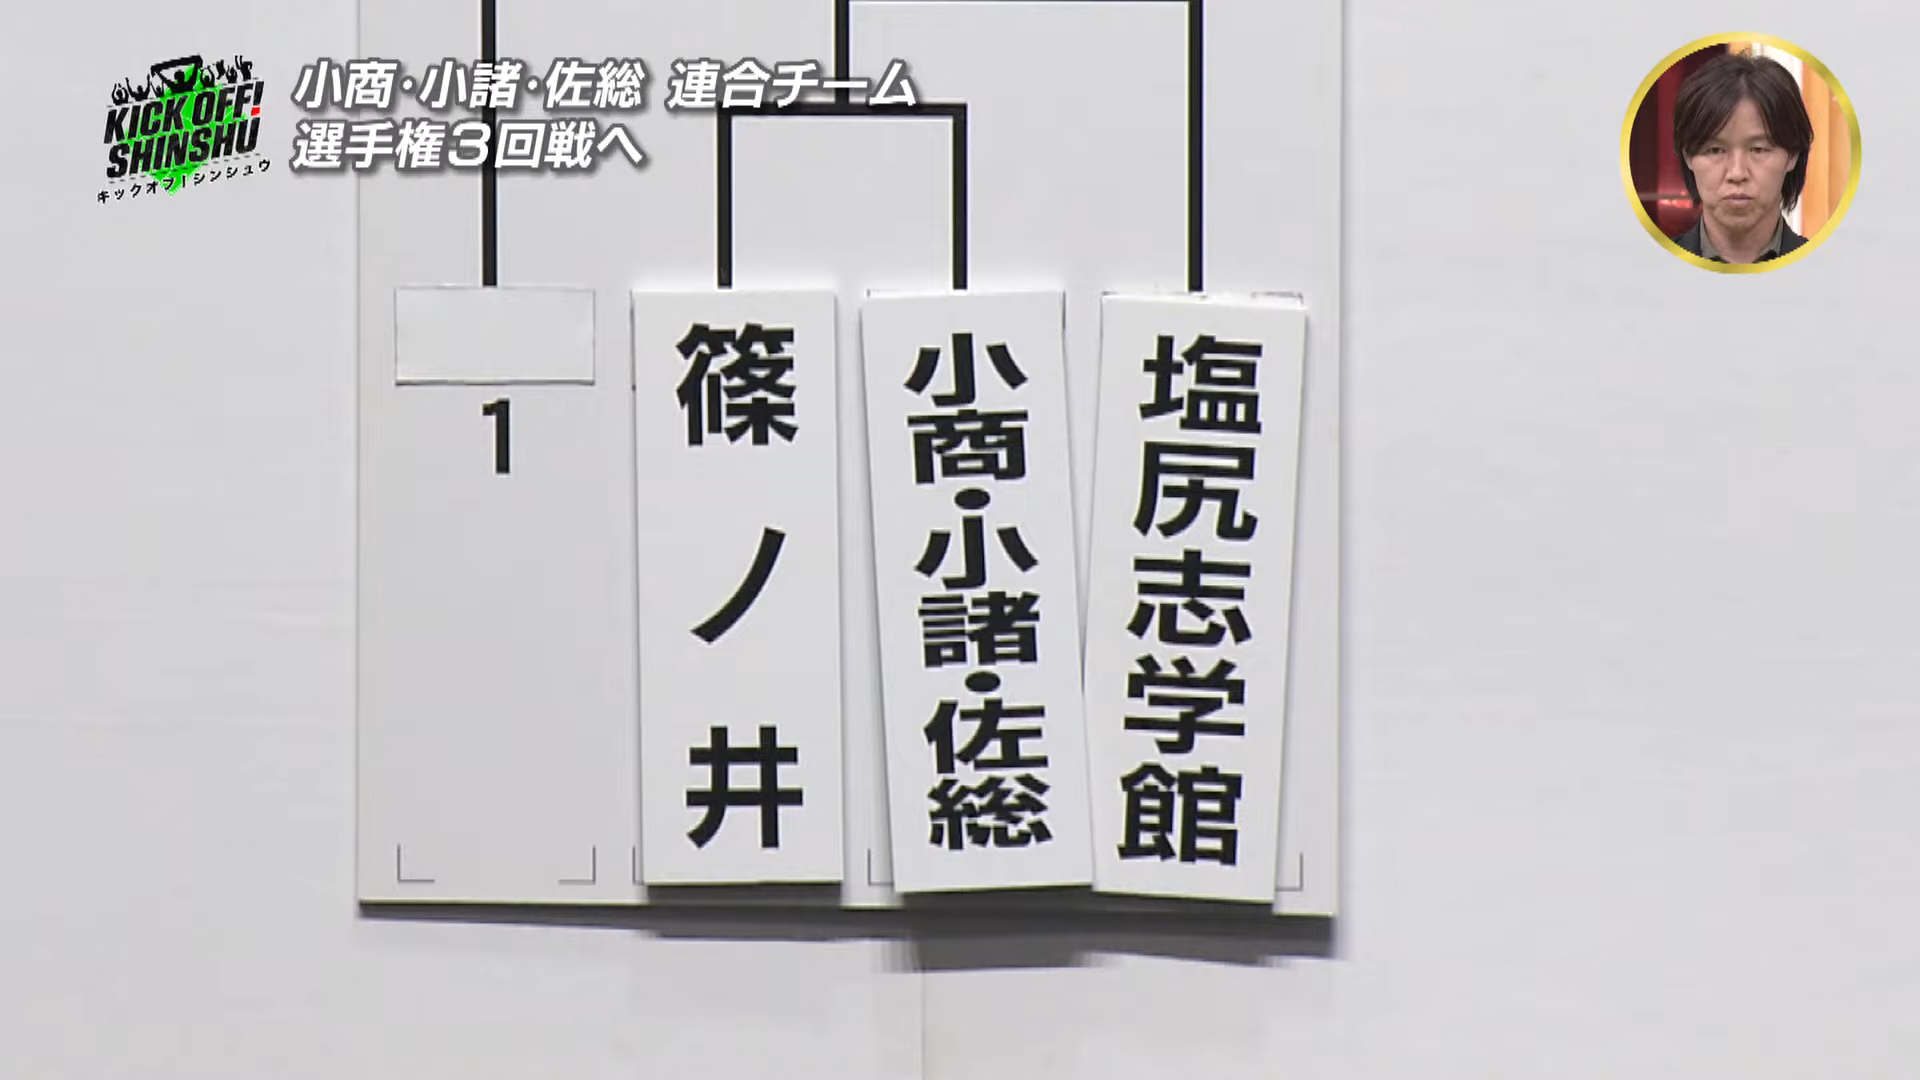 KICK OFF!
SHINSHU
キックオフ!シンシュウ
小商・小諸・佐総 連合チーム
選手権3回戦へ
1
篠ノ井
小商・小諸・佐総
塩尻志学館